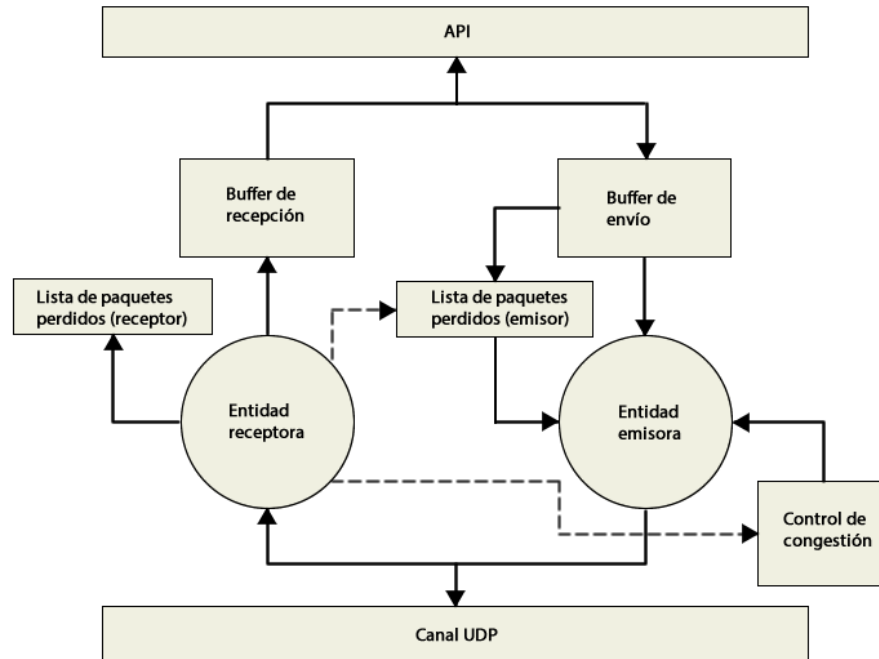 API
Buffer de
recepción
Buffer de
envío
Lista de paquetes
perdidos (receptor)
Lista de paquetes
perdidos (emisor)
Entidad
receptora
Entidad
emisora
Control de
congestión
Canal UDP